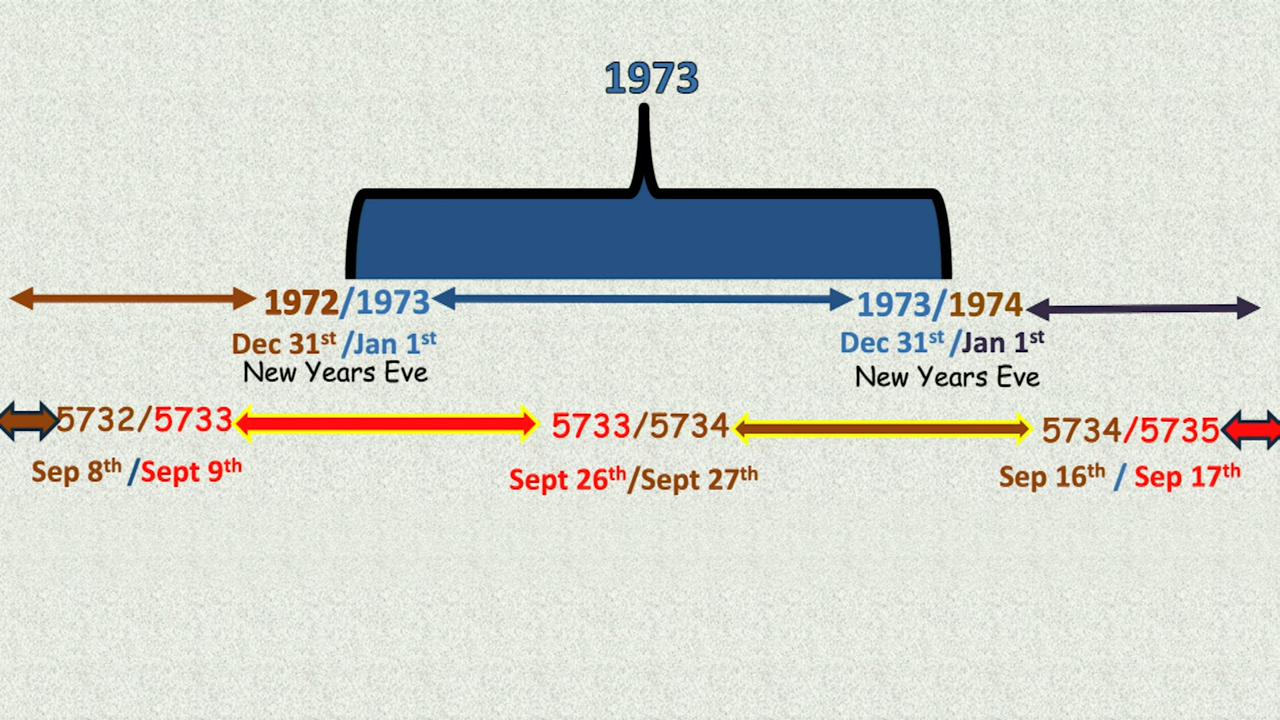 1973
1972/1973 1973/1974
Dec 31st /Jan 1st Dec 31st /Jan 1st
New Years Eve New Years Eve
5732/5733 5733/5734 5734/5735
Sep 8th /Sept 9th Sept 26th/Sept 27th Sep 16th / Sep 17th